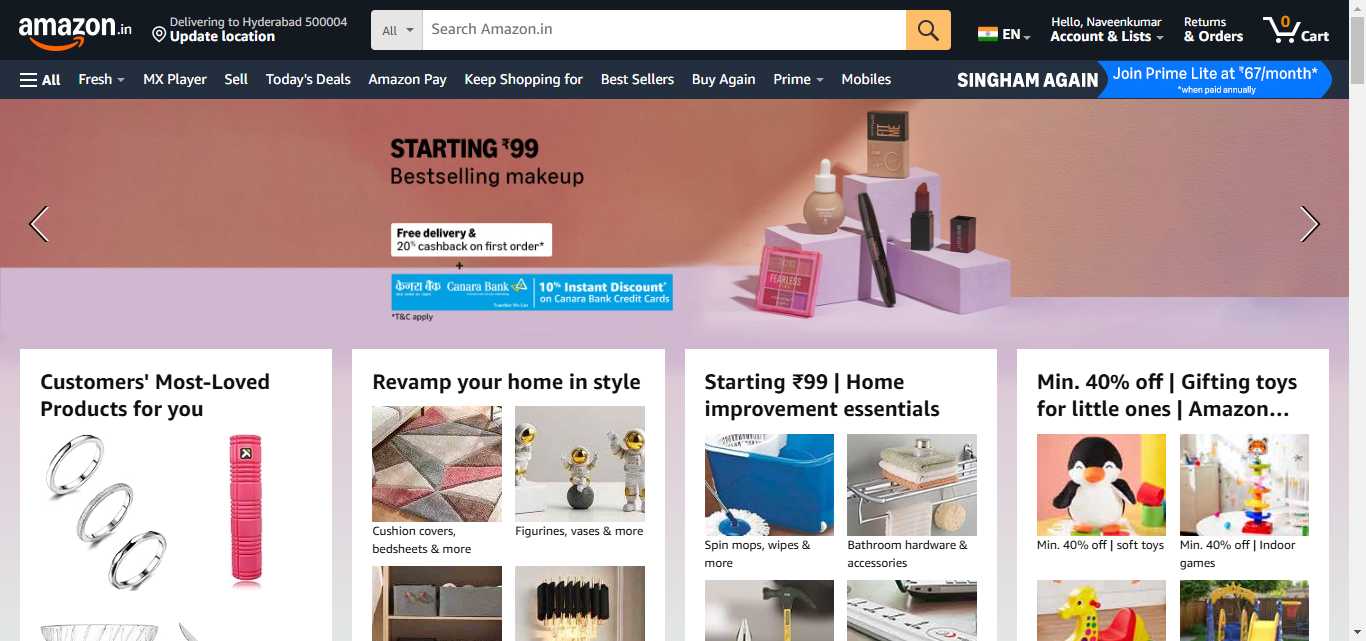 amazon.in
Delivering to Hyderabad 500004
Update location
All
Search Amazon.in
EN
Hello, Naveenkumar
Account & Lists
Returns
& Orders
0
Cart
All
Fresh
MX Player
Sell
Today's Deals
Amazon Pay
Keep Shopping for
Best Sellers
Buy Again
Prime
Mobiles
SINGHAM AGAIN
Join Prime Lite at ₹67/month*
*when paid annually
STARTING ₹99
Bestselling makeup
Free delivery &
20% cashback on first order*
+
केनरा बैंक Canara Bank
10% Instant Discount*
on Canara Bank Credit Cards
*T&C apply
FIT ME
FEARLESS
Customers' Most-Loved
Products for you
Revamp your home in style
Cushion covers,
bedsheets & more
Figurines, vases & more
Starting ₹99 | Home
improvement essentials
Spin mops, wipes &
more
Bathroom hardware &
accessories
Min. 40% off | Gifting toys
for little ones | Amazon...
Min. 40% off | soft toys
Min. 40% off | Indoor
games